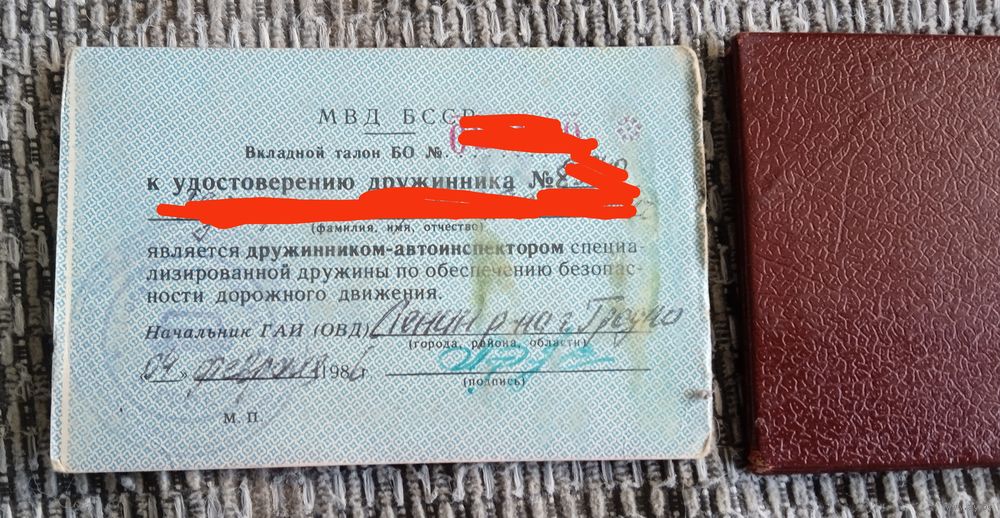 МВД БССР
Вкладной талон БО №
к удостоверению дружинника №
(фамилия, имя, отчество)
является дружинником-автоинспектором специа-
лизированной дружины по обеспечению безопас-
ности дорожного движения.
Начальник ГАИ (ОВД) Ленин р-на г. Гродно
(города, района, области)
„04" февраля 1986 г
(подпись)
М. П.